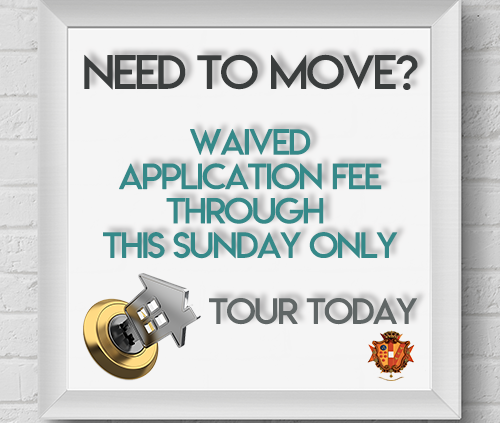 NEED TO MOVE?
WAIVED
APPLICATION FEE
THROUGH
THIS SUNDAY ONLY
TOUR TODAY